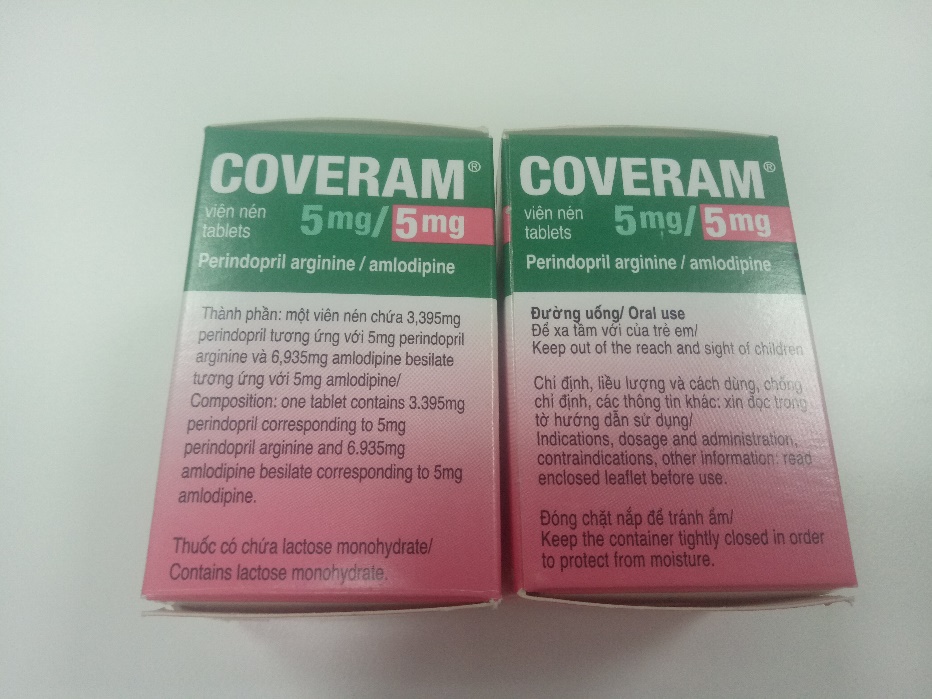 COVERAM®
viên nén
tablets
5mg/5mg
Perindopril arginine / amlodipine
Thành phần: một viên nén chứa 3,395mg
perindopril tương ứng với 5mg perindopril
arginine và 6,935mg amlodipine besilate
tương ứng với 5mg amlodipine/
Composition: one tablet contains 3.395mg
perindopril corresponding to 5mg
perindopril arginine and 6.935mg
amlodipine besilate corresponding to 5mg
amlodipine.
Thuốc có chứa lactose monohydrate/
Contains lactose monohydrate.
COVERAM®
viên nén
tablets
5mg/5mg
Perindopril arginine / amlodipine
Đường uống/ Oral use
Để xa tầm với của trẻ em/
Keep out of the reach and sight of children
Chỉ định, liều lượng và cách dùng, chống
chỉ định, các thông tin khác: xin đọc trong
tờ hướng dẫn sử dụng/
Indications, dosage and administration,
contraindications, other information: read
enclosed leaflet before use.
Đóng chặt nắp để tránh ẩm/
Keep the container tightly closed in order
to protect from moisture.